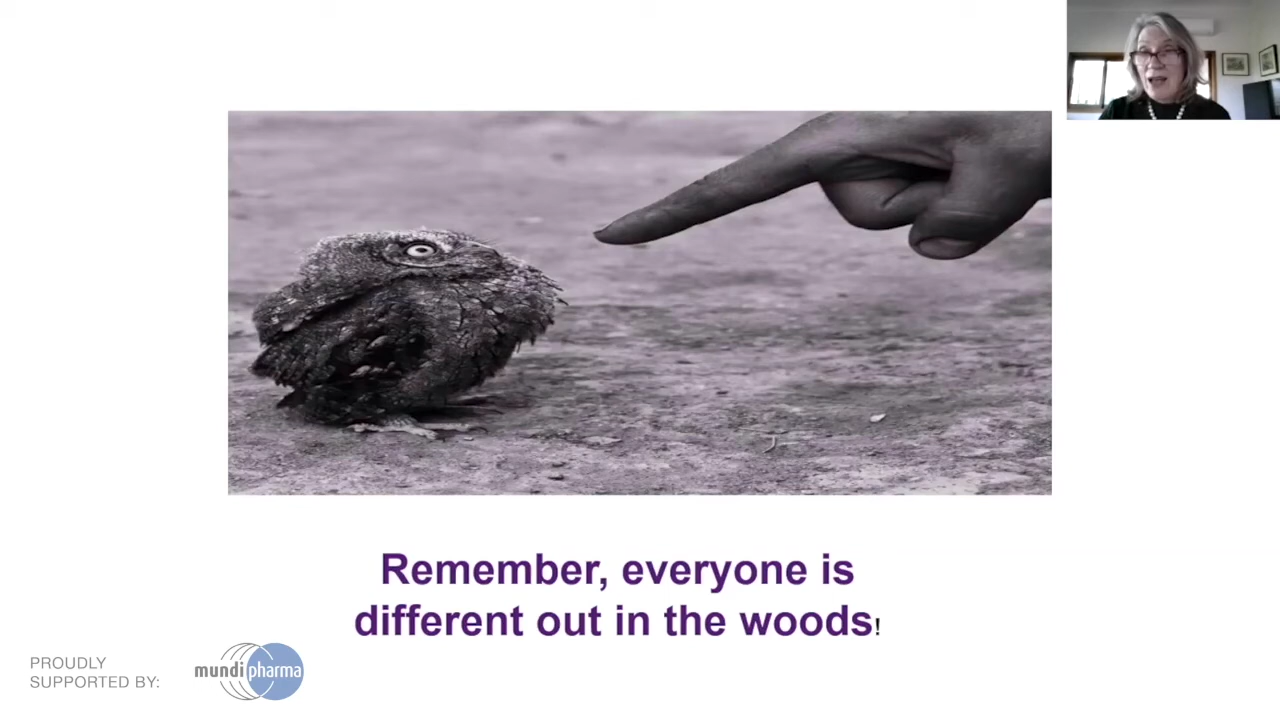 Remember, everyone is
different out in the woods!
PROUDLY
SUPPORTED BY:
mundipharma